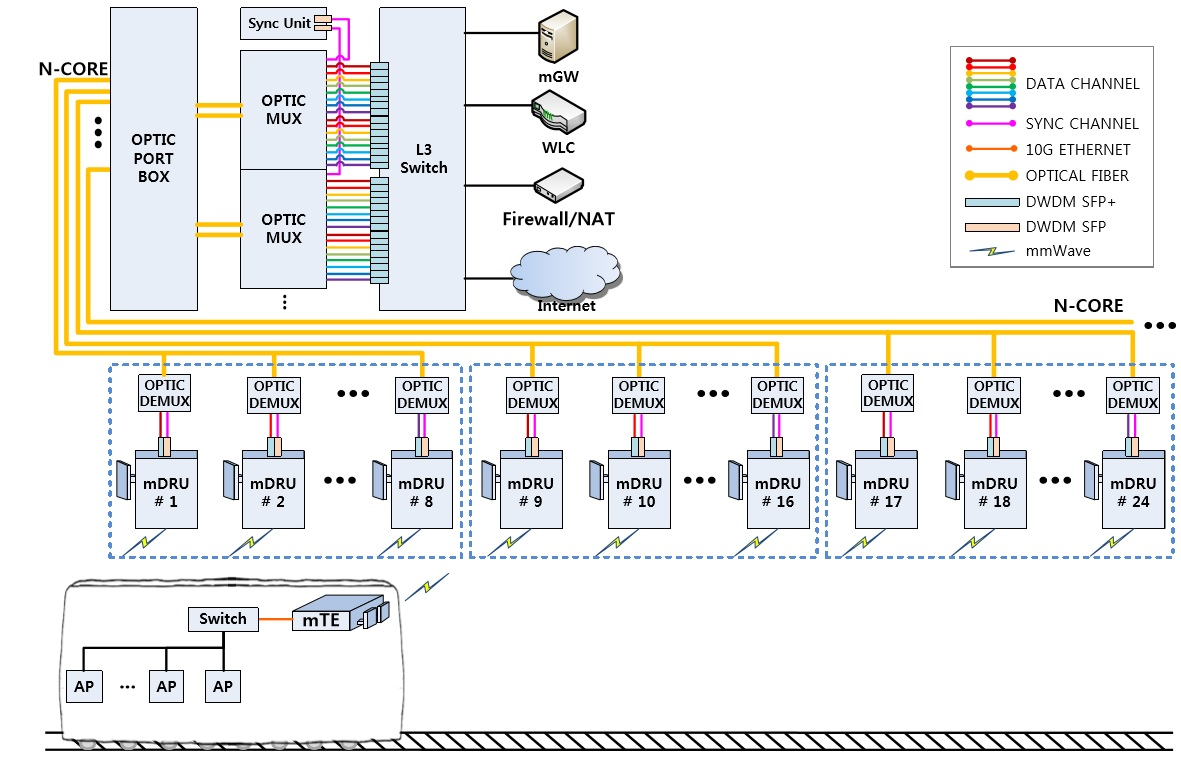 Sync Unit
N-CORE
OPTIC
PORT
BOX
OPTIC
MUX
OPTIC
MUX
L3
Switch
mGW
WLC
Firewall/NAT
Internet
DATA CHANNEL
SYNC CHANNEL
10G ETHERNET
OPTICAL FIBER
DWDM SFP+
DWDM SFP
mmWave
N-CORE
OPTIC
DEMUX
OPTIC
DEMUX
OPTIC
DEMUX
OPTIC
DEMUX
OPTIC
DEMUX
OPTIC
DEMUX
OPTIC
DEMUX
OPTIC
DEMUX
OPTIC
DEMUX
mDRU
# 1
mDRU
# 2
mDRU
# 8
mDRU
# 9
mDRU
# 10
mDRU
# 16
mDRU
# 17
mDRU
# 18
mDRU
# 24
Switch
mTE
AP
AP
AP